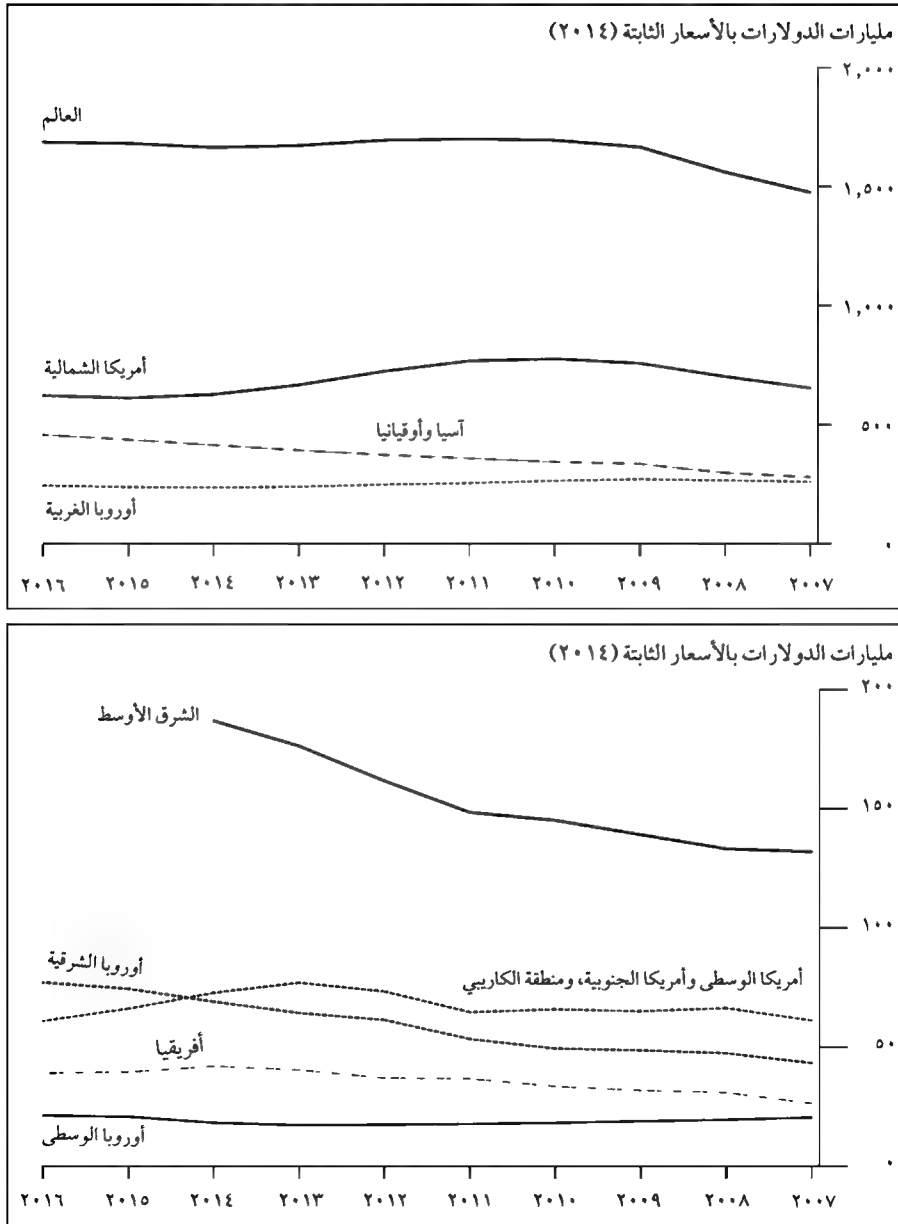 مليارات الدولارات بالأسعار الثابتة (٢٠١٤)
٢,٠٠٠
العالم
١,٥٠٠
١,٠٠٠
أمريكا الشمالية
آسيا وأوقيانيا
٥٠٠
أوروبا الغربية
٠
٢٠٠٧ ٢٠٠٨ ٢٠٠٩ ٢٠١٠ ٢٠١١ ٢٠١٢ ٢٠١٣ ٢٠١٤ ٢٠١٥ ٢٠١٦
مليارات الدولارات بالأسعار الثابتة (٢٠١٤)
٢٠٠
الشرق الأوسط
١٥٠
١٠٠
أوروبا الشرقية
أمريكا الوسطى وأمريكا الجنوبية، ومنطقة الكاريبي
٥٠
أفريقيا
أوروبا الوسطى
٠
٢٠٠٧ ٢٠٠٨ ٢٠٠٩ ٢٠١٠ ٢٠١١ ٢٠١٢ ٢٠١٣ ٢٠١٤ ٢٠١٥ ٢٠١٦